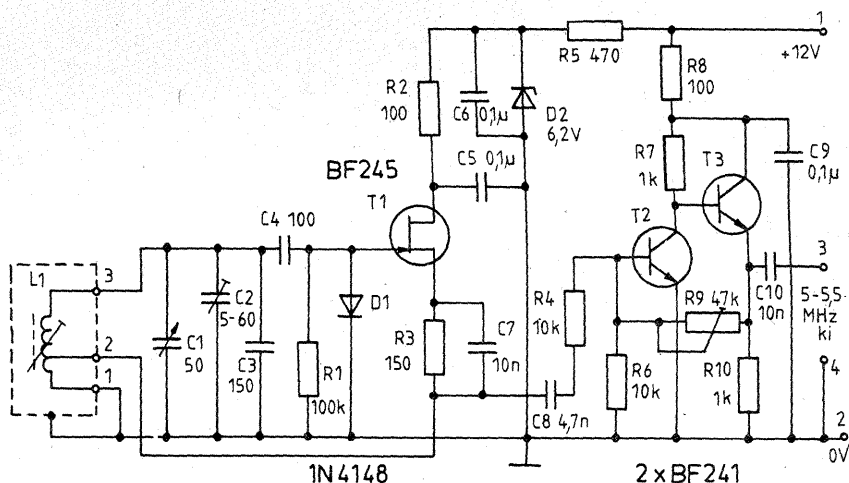 1
+12V
R5 470
R8
100
R2
100
C6 0,1µ
D2
6,2V
C5 0,1µ
R7
1k
T3
C9
0,1µ
BF245
T1
T2
C4 100
L1
3
2
1
C1
50
C2
5-60
C3
150
R1
100k
D1
R3
150
C7
10n
R4
10k
C8 4,7n
R6
10k
R9 47k
C10
10n
R10
1k
3
5-5,5-
MHz
ki
4
2
0V
1N4148
2xBF241